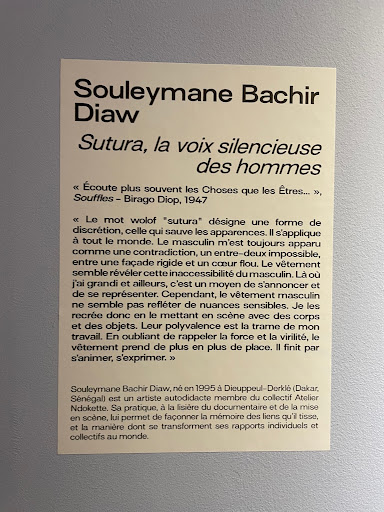 Souleymane Bachir
Diaw
Sutura, la voix silencieuse
des hommes
« Écoute plus souvent les Choses que les Êtres... »,
Souffles – Birago Diop, 1947
« Le mot wolof "sutura" désigne une forme de
discrétion, celle qui sauve les apparences. Il s'applique
à tout le monde. Le masculin m'est toujours apparu
comme une contradiction, un entre-deux impossible,
entre une façade rigide et un cœur flou. Le vêtement
semble révéler cette inaccessibilité du masculin. Là où
j'ai grandi et ailleurs, c'est un moyen de s'annoncer et
de se représenter. Cependant, le vêtement masculin
ne semble pas refléter de nuances sensibles. Je les
recrée donc en le mettant en scène avec des corps
et des objets. Leur polyvalence est la trame de mon
travail. En oubliant de rappeler la force et la virilité, le
vêtement prend de plus en plus de place. Il finit par
s'animer, s'exprimer. »
Souleymane Bachir Diaw, né en 1995 à Dieuppeul-Derklé (Dakar,
Sénégal) est un artiste autodidacte membre du collectif Atelier
Ndokette. Sa pratique, à la lisière du documentaire et de la mise
en scène, lui permet de façonner la mémoire des liens qu'il tisse,
et la manière dont se transforment ses rapports individuels et
collectifs au monde.